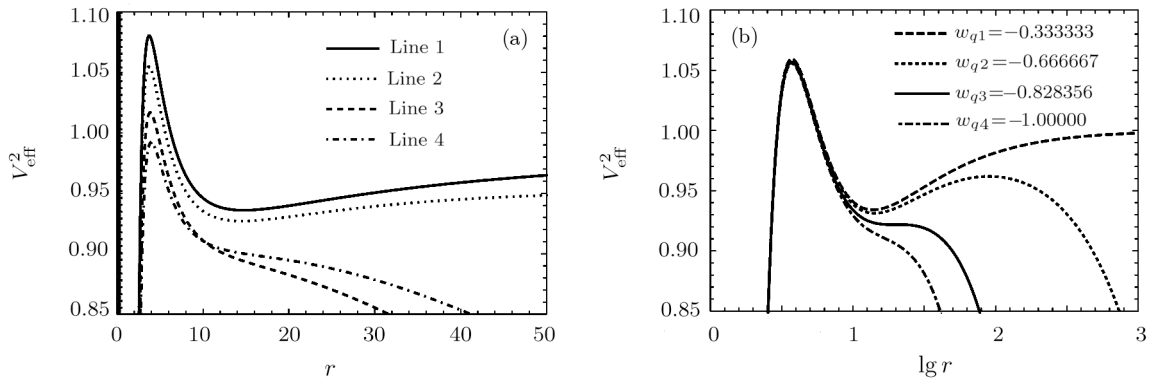 1.10
1.05
1.00
0.95
0.90
0.85
V²eff
0 10 20 30 40 50
r
(a)
Line 1
Line 2
Line 3
Line 4
1.10
1.05
1.00
0.95
0.90
0.85
V²eff
0 1 2 3
lg r
(b)
wq1=−0.333333
wq2=−0.666667
wq3=−0.828356
wq4=−1.00000